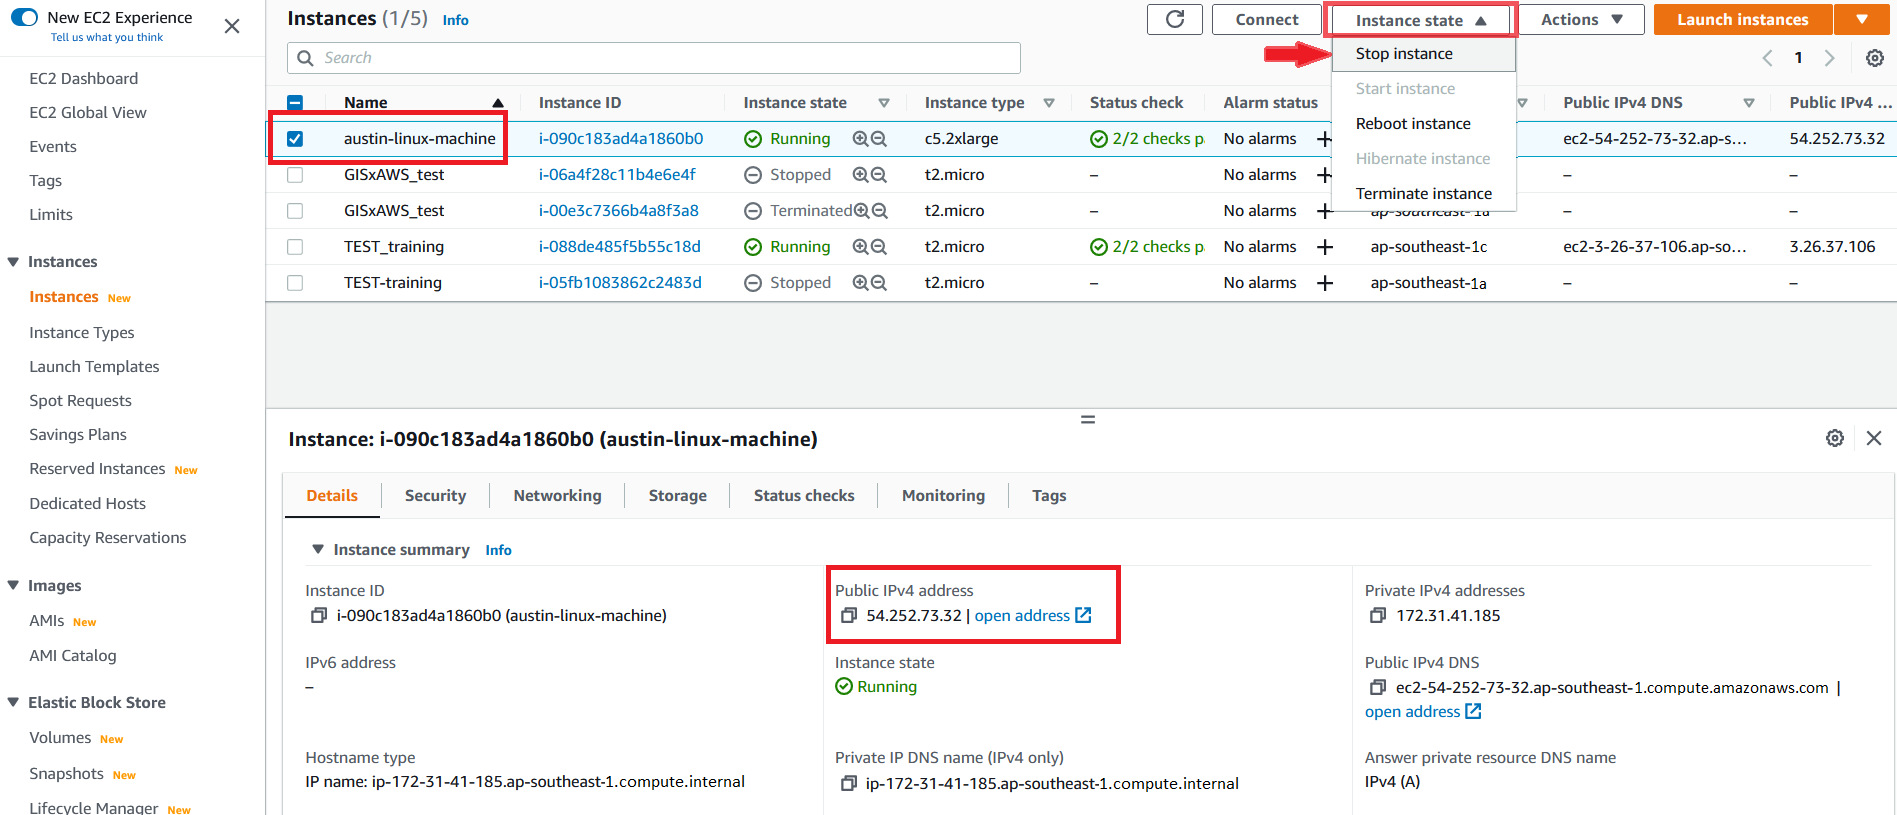 New EC2 Experience
Tell us what you think
EC2 Dashboard
EC2 Global View
Events
Tags
Limits
Instances
Instances New
Instance Types
Launch Templates
Spot Requests
Savings Plans
Reserved Instances New
Dedicated Hosts
Capacity Reservations
Images
AMIs New
AMI Catalog
Elastic Block Store
Volumes New
Snapshots New
Lifecycle Manager New
Instances (1/5) Info
Connect
Instance state
Actions
Launch instances
Search
1
Stop instance
Start instance
Reboot instance
Hibernate instance
Terminate instance
Name Instance ID Instance state Instance type Status check Alarm status Public IPv4 DNS Public IPv4 ...
austin-linux-machine i-090c183ad4a1860b0 Running c5.2xlarge 2/2 checks p No alarms + ec2-54-252-73-32.ap-s... 54.252.73.32
GISxAWS_test i-06a4f28c11b4e6e4f Stopped t2.micro – No alarms + – –
GISxAWS_test i-00e3c7366b4a8f3a8 Terminated t2.micro – No alarms + ap-southeast-1a – –
TEST_training i-088de485f5b55c18d Running t2.micro 2/2 checks p No alarms + ap-southeast-1c ec2-3-26-37-106.ap-so... 3.26.37.106
TEST-training i-05fb1083862c2483d Stopped t2.micro – No alarms + ap-southeast-1a – –
Instance: i-090c183ad4a1860b0 (austin-linux-machine)
Details Security Networking Storage Status checks Monitoring Tags
Instance summary Info
Instance ID
i-090c183ad4a1860b0 (austin-linux-machine)
Public IPv4 address
54.252.73.32 | open address
Private IPv4 addresses
172.31.41.185
IPv6 address
–
Instance state
Running
Public IPv4 DNS
ec2-54-252-73-32.ap-southeast-1.compute.amazonaws.com |
open address
Hostname type
IP name: ip-172-31-41-185.ap-southeast-1.compute.internal
Private IP DNS name (IPv4 only)
ip-172-31-41-185.ap-southeast-1.compute.internal
Answer private resource DNS name
IPv4 (A)